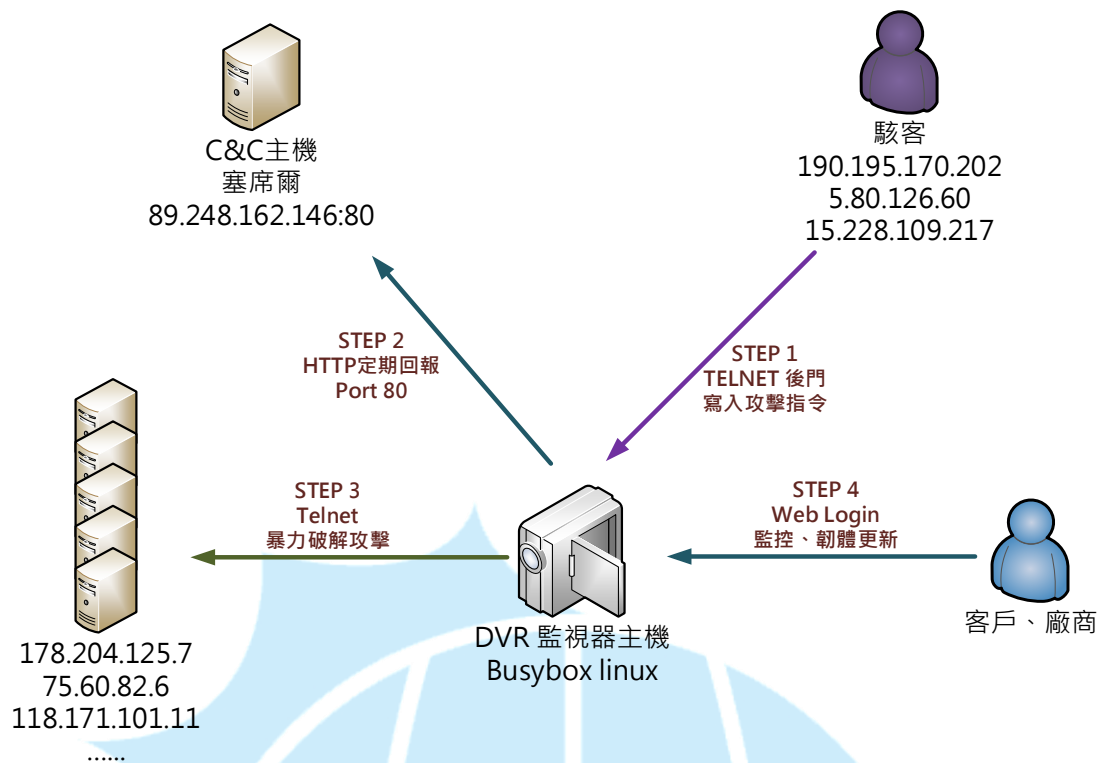 C&C主機
塞席爾
89.248.162.146:80
駭客
190.195.170.202
5.80.126.60
15.228.109.217
STEP 2
HTTP定期回報
Port 80
STEP 1
TELNET 後門
寫入攻擊指令
STEP 3
Telnet
暴力破解攻擊
STEP 4
Web Login
監控、韌體更新
178.204.125.7
75.60.82.6
118.171.101.11
......
DVR 監視器主機
Busybox linux
客戶、廠商